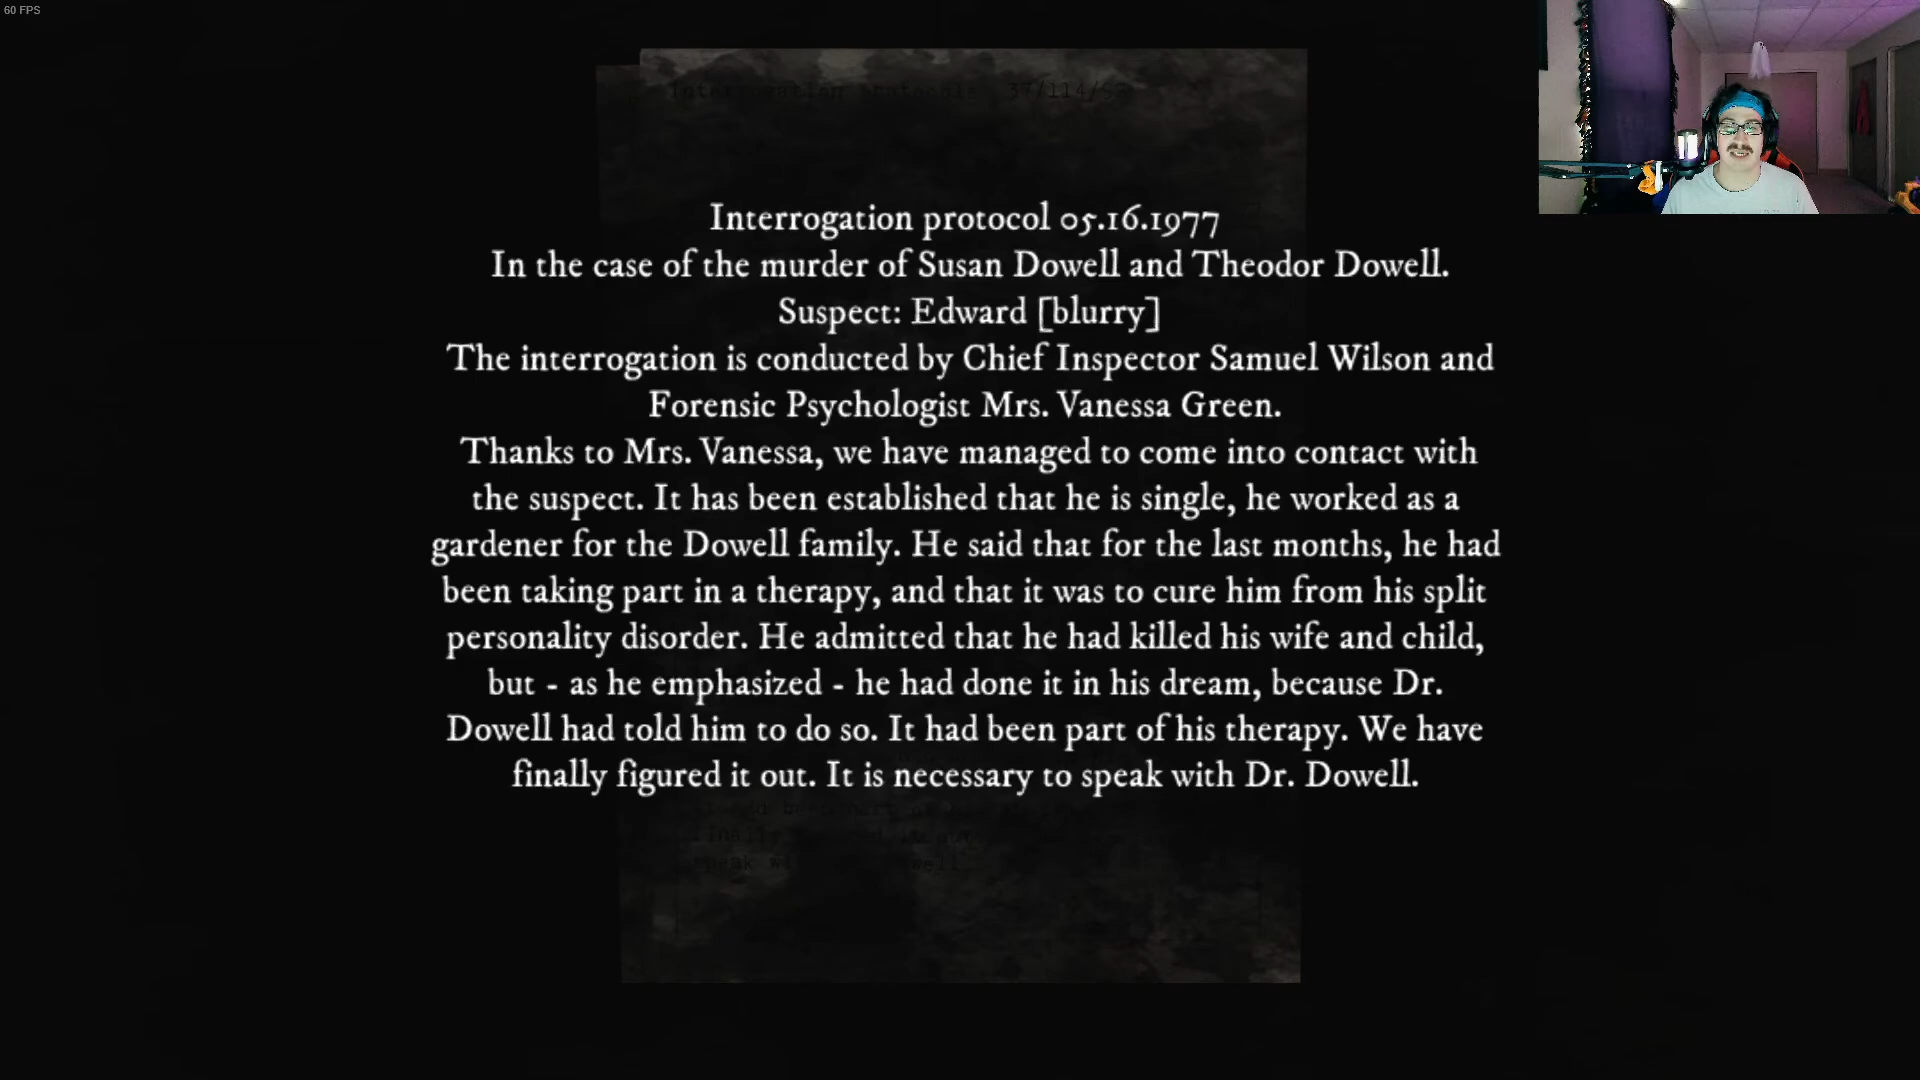 60 FPS
Interrogation protocol 05.16.1977
In the case of the murder of Susan Dowell and Theodor Dowell.
Suspect: Edward [blurry]
The interrogation is conducted by Chief Inspector Samuel Wilson and
Forensic Psychologist Mrs. Vanessa Green.
Thanks to Mrs. Vanessa, we have managed to come into contact with
the suspect. It has been established that he is single, he worked as a
gardener for the Dowell family. He said that for the last months, he had
been taking part in a therapy, and that it was to cure him from his split
personality disorder. He admitted that he had killed his wife and child,
but - as he emphasized - he had done it in his dream, because Dr.
Dowell had told him to do so. It had been part of his therapy. We have
finally figured it out. It is necessary to speak with Dr. Dowell.